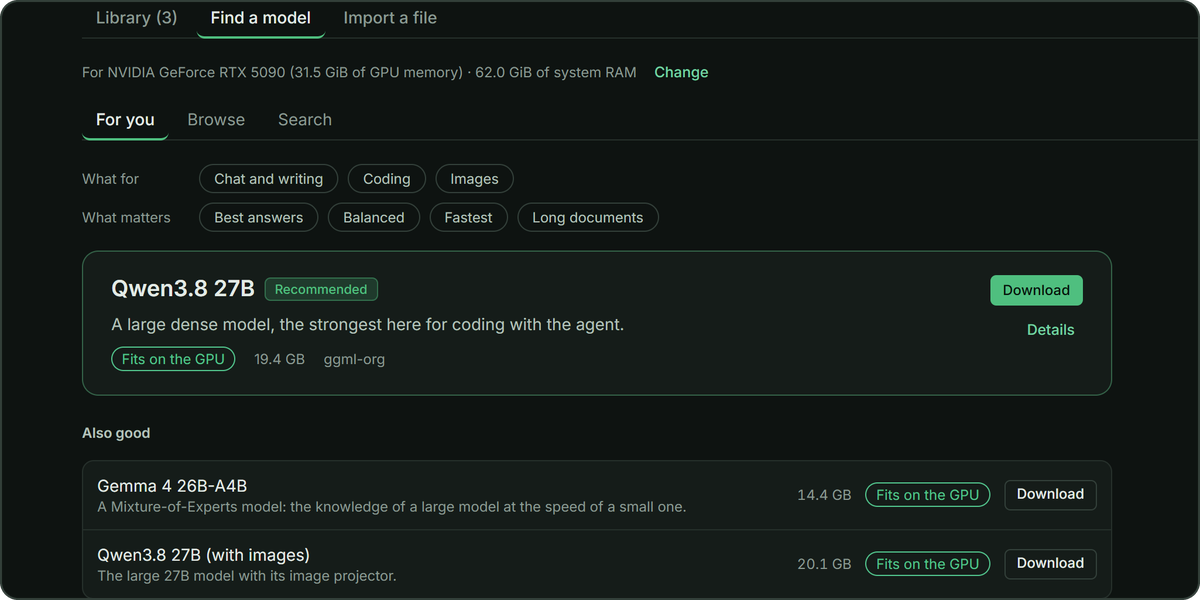 Library (3) Find a model Import a file
For NVIDIA GeForce RTX 5090 (31.5 GiB of GPU memory) · 62.0 GiB of system RAM Change
For you Browse Search
What for Chat and writing Coding Images
What matters Best answers Balanced Fastest Long documents
Qwen3.8 27B Recommended Download
A large dense model, the strongest here for coding with the agent. Details
Fits on the GPU 19.4 GB ggml-org
Also good
Gemma 4 26B-A4B 14.4 GB Fits on the GPU Download
A Mixture-of-Experts model: the knowledge of a large model at the speed of a small one.
Qwen3.8 27B (with images) 20.1 GB Fits on the GPU Download
The large 27B model with its image projector.